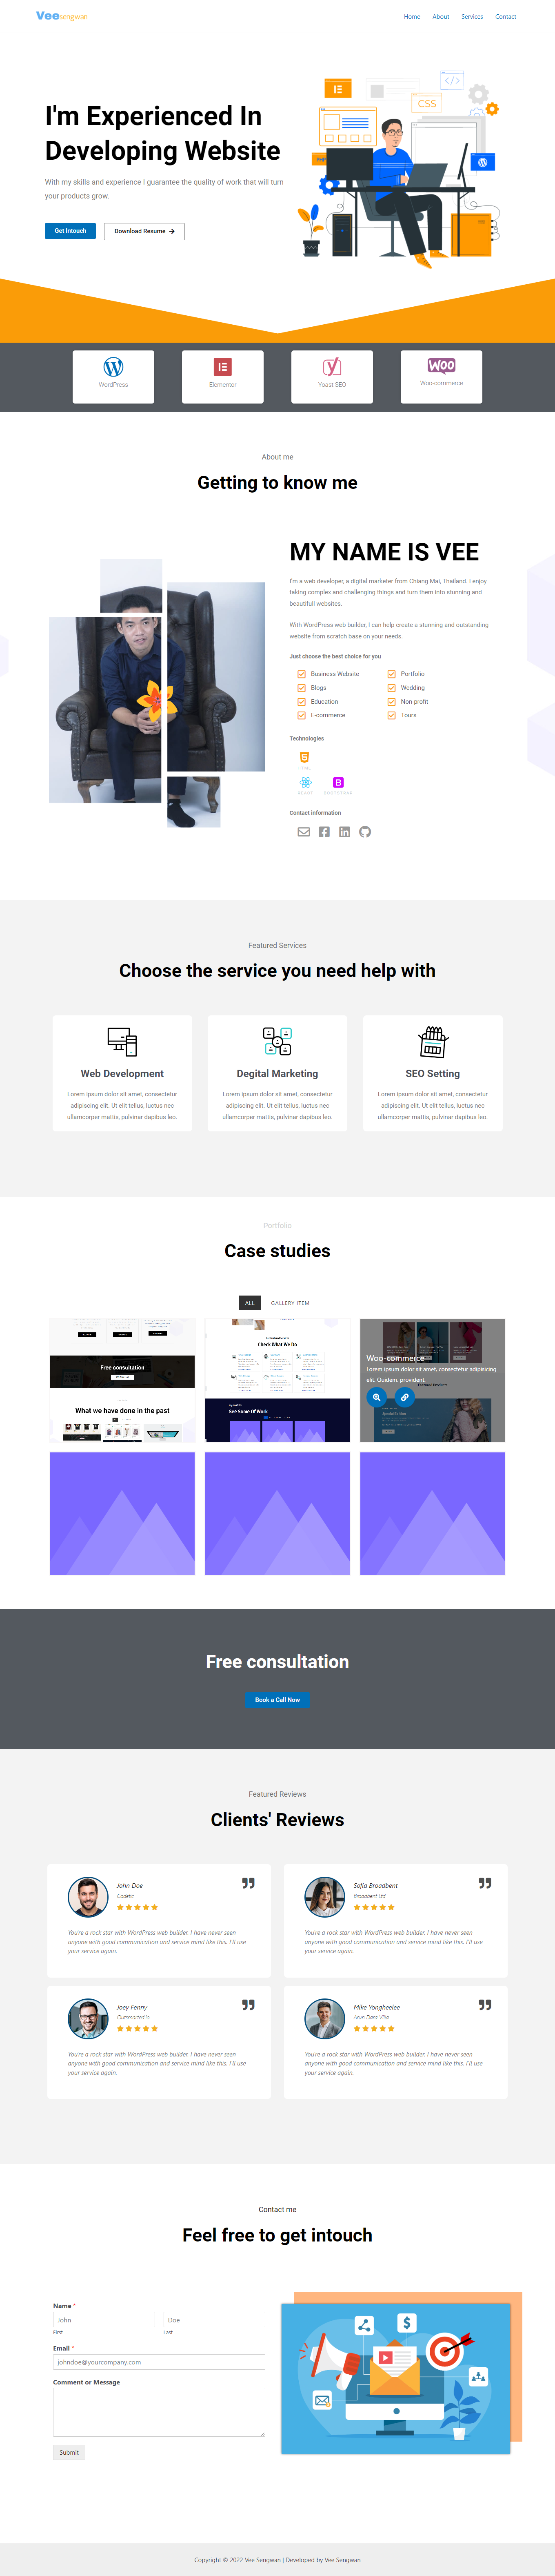 Veesengwan
Home About Services Contact
I'm Experienced In
Developing Website
With my skills and experience I guarantee the quality of work that will turn
your products grow.
Get Intouch Download Resume
CSS
WordPress Elementor Yoast SEO Woo-commerce
About me
Getting to know me
MY NAME IS VEE
I'm a web developer, a digital marketer from Chiang Mai, Thailand. I enjoy
taking complex and challenging things and turn them into stunning and
beautifull websites.
With WordPress web builder, I can help create a stunning and outstanding
website from scratch base on your needs.
Just choose the best choice for you
Business Website Portfolio
Blogs Wedding
Education Non-profit
E-commerce Tours
Technologies
HTML
REACT BOOTSTRAP
Contact information
Featured Services
Choose the service you need help with
Web Development
Lorem ipsum dolor sit amet, consectetur
adipiscing elit. Ut elit tellus, luctus nec
ullamcorper mattis, pulvinar dapibus leo.
Degital Marketing
Lorem ipsum dolor sit amet, consectetur
adipiscing elit. Ut elit tellus, luctus nec
ullamcorper mattis, pulvinar dapibus leo.
SEO Setting
Lorem ipsum dolor sit amet, consectetur
adipiscing elit. Ut elit tellus, luctus nec
ullamcorper mattis, pulvinar dapibus leo.
Portfolio
Case studies
ALL GALLERY ITEM
Free consultation
What we have done in the past
Check What We Do
See Some Of Work
Woo-commerce
Lorem ipsum dolor sit amet, consectetur adipisicing
elit. Quidem, provident.
Free consultation
Book a Call Now
Featured Reviews
Clients' Reviews
John Doe
Codetic
You're a rock star with WordPress web builder. I have never seen
anyone with good communication and service mind like this. I'll use
your service again.
Sofia Broadbent
Broadbent Ltd
You're a rock star with WordPress web builder. I have never seen
anyone with good communication and service mind like this. I'll use
your service again.
Joey Fenny
Outsmarted.io
You're a rock star with WordPress web builder. I have never seen
anyone with good communication and service mind like this. I'll use
your service again.
Mike Yongheelee
Arun Dara Villa
You're a rock star with WordPress web builder. I have never seen
anyone with good communication and service mind like this. I'll use
your service again.
Contact me
Feel free to get intouch
Name *
John Doe
First Last
Email *
johndoe@yourcompany.com
Comment or Message
Submit
Copyright © 2022 Vee Sengwan | Developed by Vee Sengwan